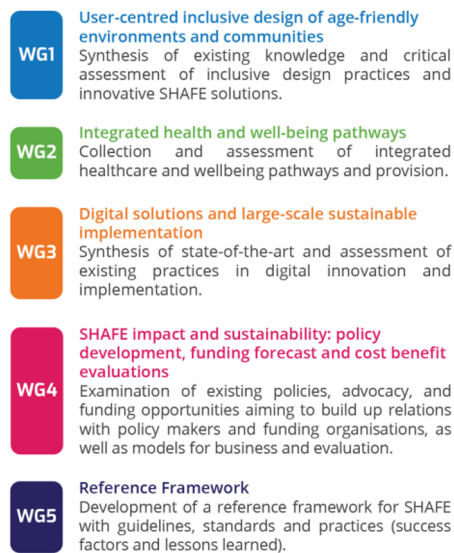 WG1
User-centred inclusive design of age-friendly
environments and communities
Synthesis of existing knowledge and critical
assessment of inclusive design practices and
innovative SHAFE solutions.
WG2
Integrated health and well-being pathways
Collection and assessment of integrated
healthcare and wellbeing pathways and provision.
WG3
Digital solutions and large-scale sustainable
implementation
Synthesis of state-of-the-art and assessment of
existing practices in digital innovation and
implementation.
WG4
SHAFE impact and sustainability: policy
development, funding forecast and cost benefit
evaluations
Examination of existing policies, advocacy, and
funding opportunities aiming to build up relations
with policy makers and funding organisations, as
well as models for business and evaluation.
WG5
Reference Framework
Development of a reference framework for SHAFE
with guidelines, standards and practices (success
factors and lessons learned).